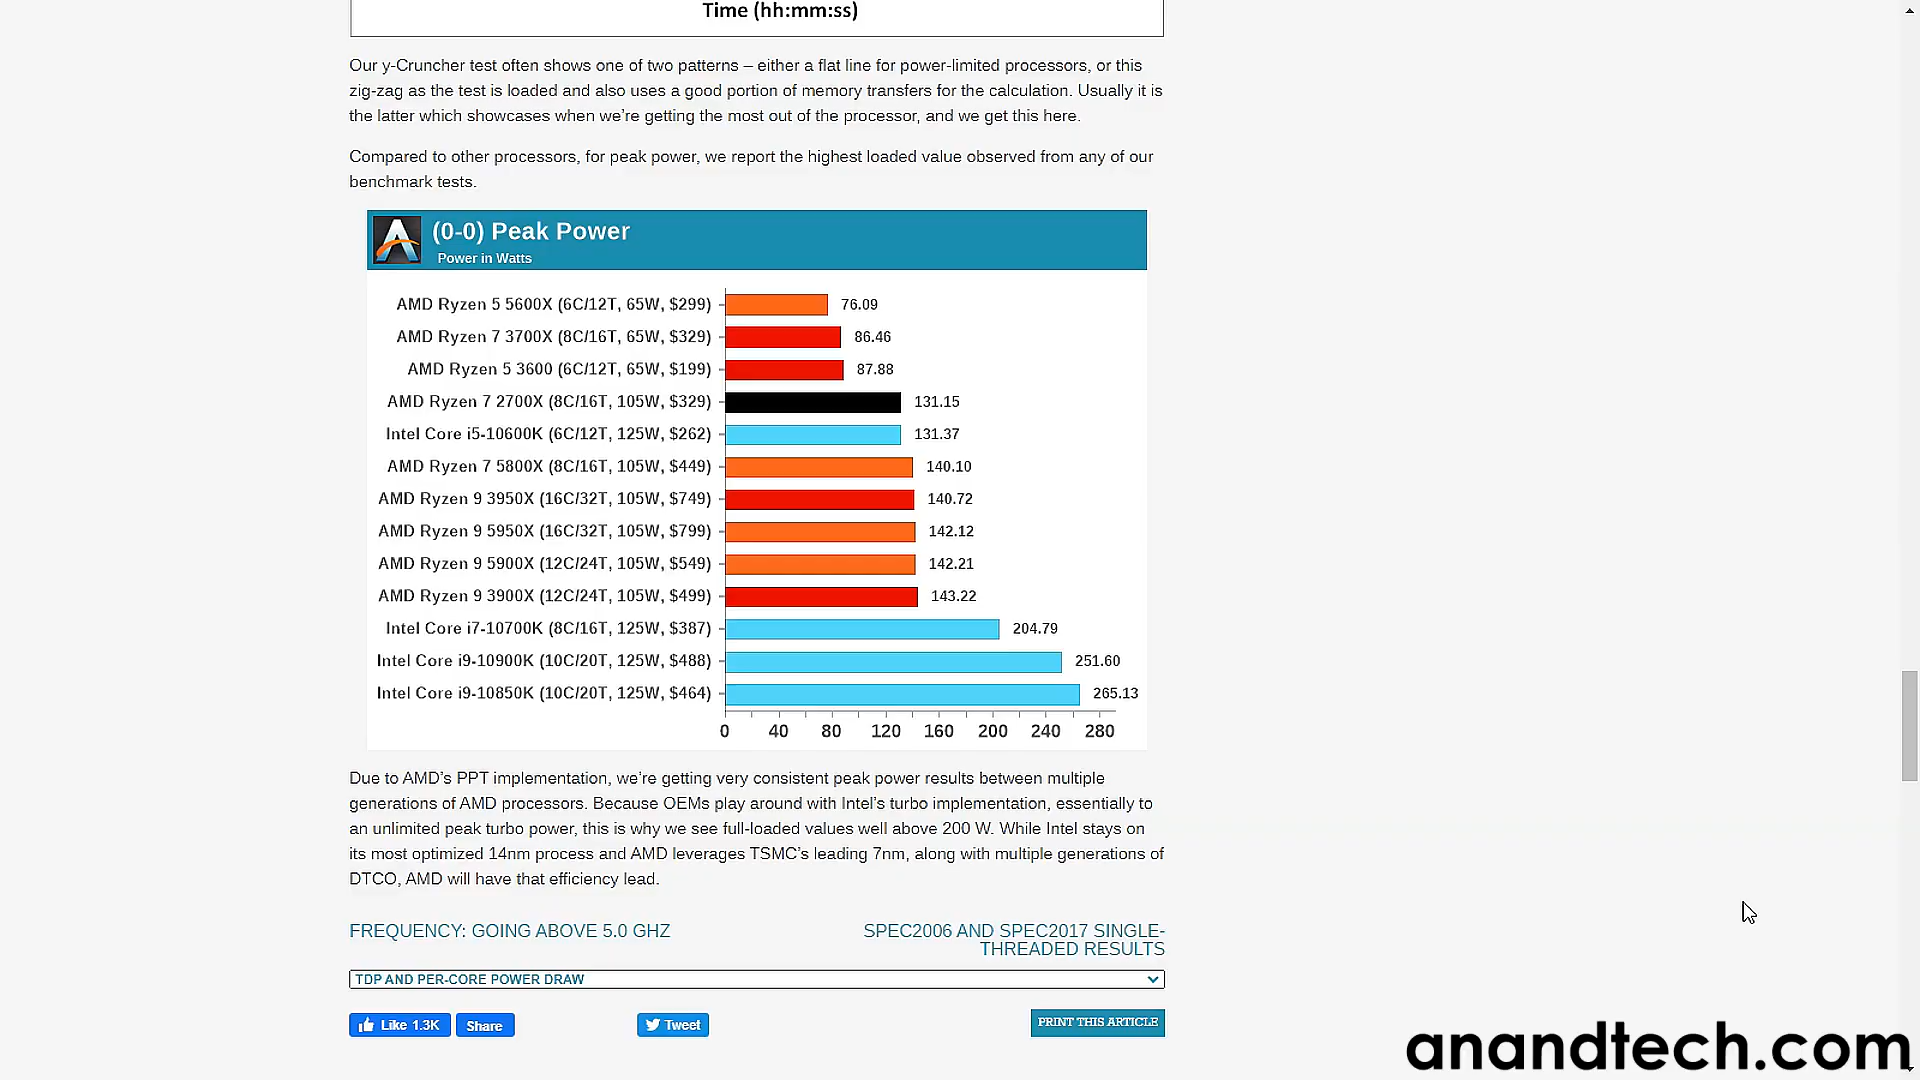 Time (hh:mm:ss)
Our y-Cruncher test often shows one of two patterns – either a flat line for power-limited processors, or this
zig-zag as the test is loaded and also uses a good portion of memory transfers for the calculation. Usually it is
the latter which showcases when we’re getting the most out of the processor, and we get this here.
Compared to other processors, for peak power, we report the highest loaded value observed from any of our
benchmark tests.
(0-0) Peak Power
Power in Watts
AMD Ryzen 5 5600X (6C/12T, 65W, $299) 76.09
AMD Ryzen 7 3700X (8C/16T, 65W, $329) 86.46
AMD Ryzen 5 3600 (6C/12T, 65W, $199) 87.88
AMD Ryzen 7 2700X (8C/16T, 105W, $329) 131.15
Intel Core i5-10600K (6C/12T, 125W, $262) 131.37
AMD Ryzen 7 5800X (8C/16T, 105W, $449) 140.10
AMD Ryzen 9 3950X (16C/32T, 105W, $749) 140.72
AMD Ryzen 9 5950X (16C/32T, 105W, $799) 142.12
AMD Ryzen 9 5900X (12C/24T, 105W, $549) 142.21
AMD Ryzen 9 3900X (12C/24T, 105W, $499) 143.22
Intel Core i7-10700K (8C/16T, 125W, $387) 204.79
Intel Core i9-10900K (10C/20T, 125W, $488) 251.60
Intel Core i9-10850K (10C/20T, 125W, $464) 265.13
0 40 80 120 160 200 240 280
Due to AMD’s PPT implementation, we’re getting very consistent peak power results between multiple
generations of AMD processors. Because OEMs play around with Intel’s turbo implementation, essentially to
an unlimited peak turbo power, this is why we see full-loaded values well above 200 W. While Intel stays on
its most optimized 14nm process and AMD leverages TSMC’s leading 7nm, along with multiple generations of
DTCO, AMD will have that efficiency lead.
FREQUENCY: GOING ABOVE 5.0 GHZ
SPEC2006 AND SPEC2017 SINGLE-
THREADED RESULTS
TDP AND PER-CORE POWER DRAW
Like 1.3K Share Tweet PRINT THIS ARTICLE
anandtech.com